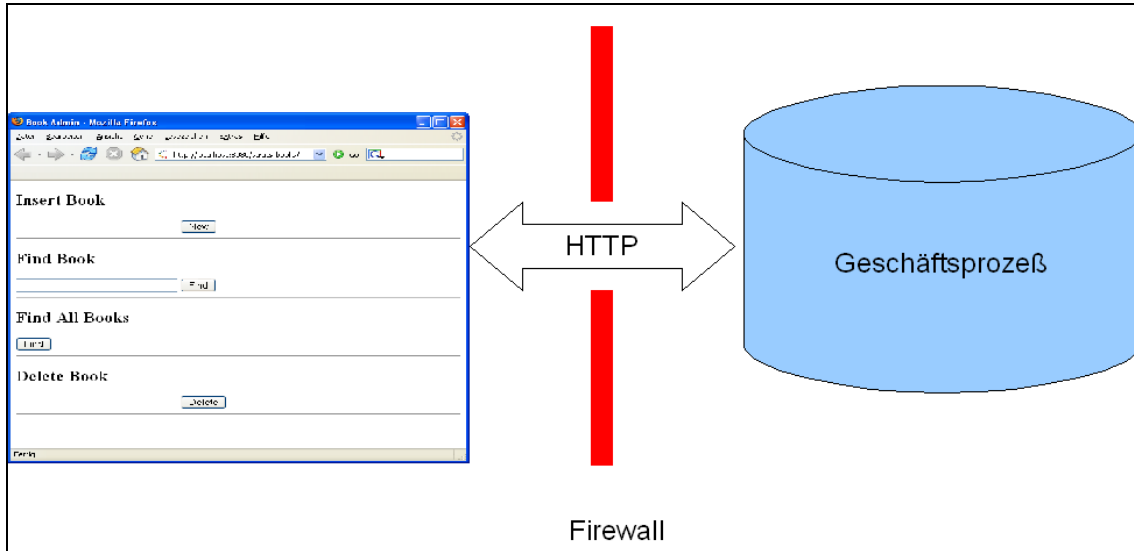 Book Admin - Mozilla Firefox
Insert Book
New
Find Book
Find
Find All Books
Find
Delete Book
Delete
Fertig
HTTP
Firewall
Geschäftsprozeß